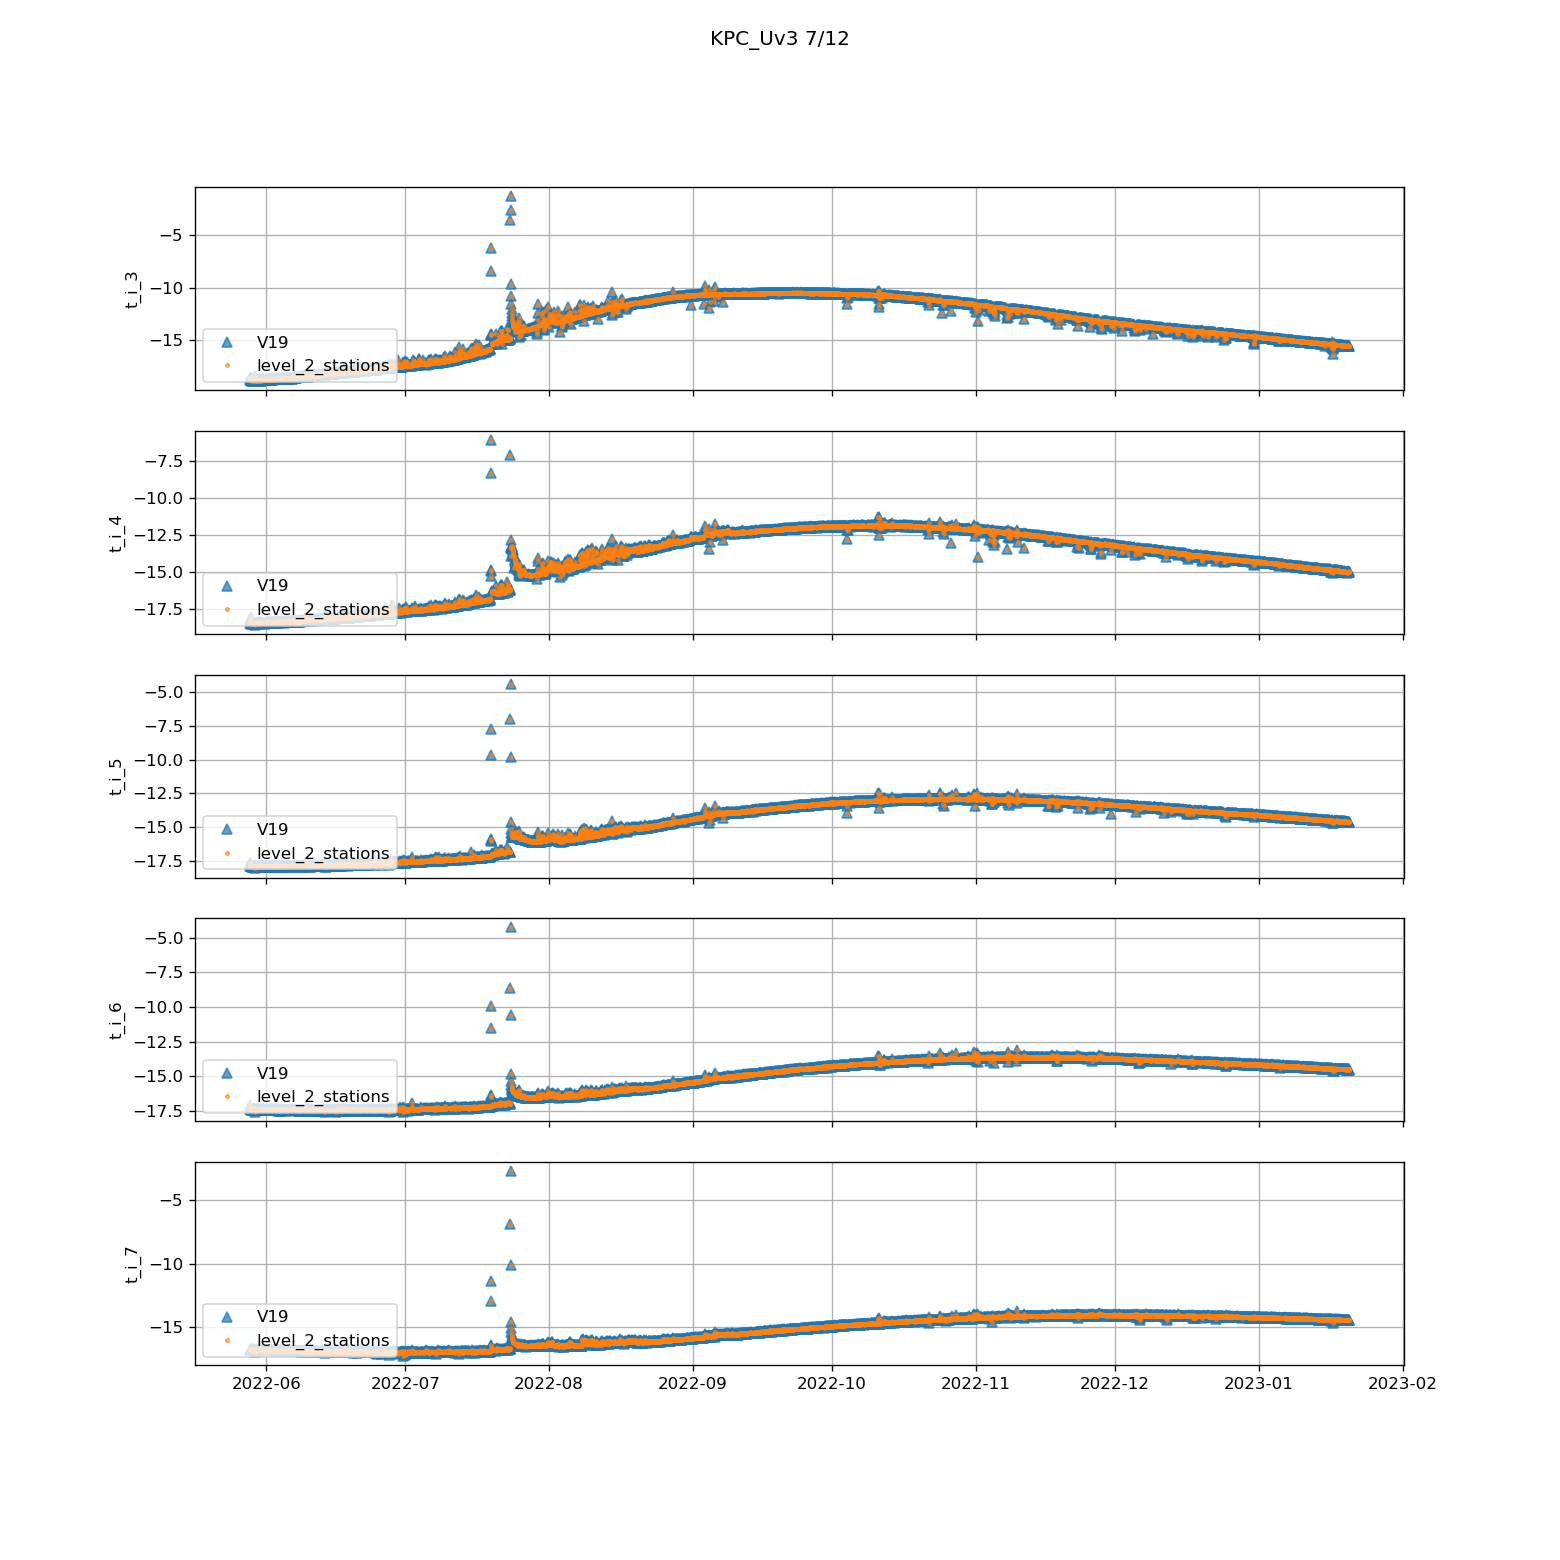 KPC_Uv3 7/12
−5
−10
−15
t_i_3
V19
level_2_stations
−7.5
−10.0
−12.5
−15.0
−17.5
t_i_4
V19
level_2_stations
−5.0
−7.5
−10.0
−12.5
−15.0
−17.5
t_i_5
V19
level_2_stations
−5.0
−7.5
−10.0
−12.5
−15.0
−17.5
t_i_6
V19
level_2_stations
−5
−10
−15
t_i_7
V19
level_2_stations
2022-06 2022-07 2022-08 2022-09 2022-10 2022-11 2022-12 2023-01 2023-02